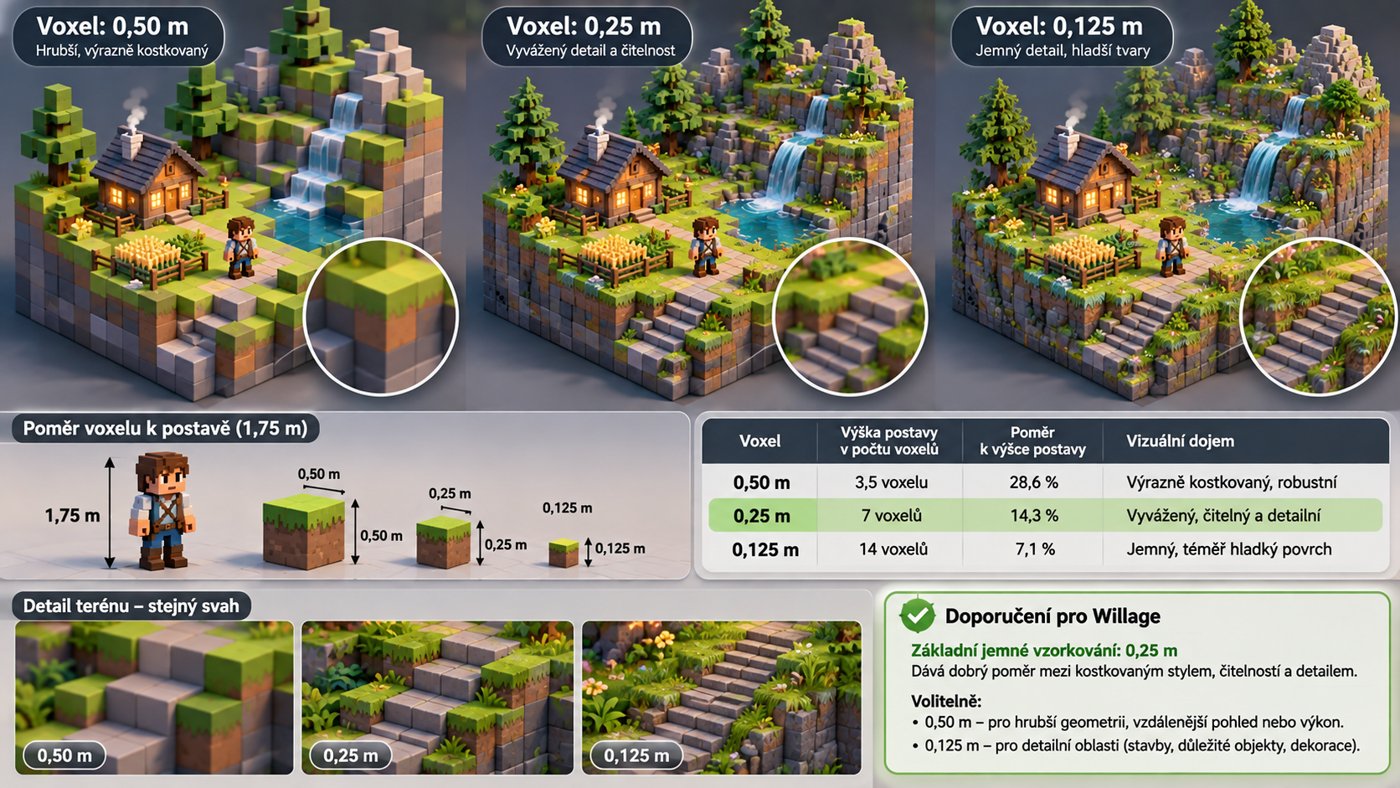 Voxel: 0,50 m
Hrubší, výrazně kostkovaný
Voxel: 0,25 m
Vyvážený detail a čitelnost
Voxel: 0,125 m
Jemný detail, hladší tvary
Poměr voxelu k postavě (1,75 m)
1,75 m
0,50 m
0,50 m
0,25 m
0,25 m
0,125 m
0,125 m
Voxel
Výška postavy
v počtu voxelů
Poměr
k výšce postavy
Vizuální dojem
0,50 m 3,5 voxelu 28,6 % Výrazně kostkovaný, robustní
0,25 m 7 voxelů 14,3 % Vyvážený, čitelný a detailní
0,125 m 14 voxelů 7,1 % Jemný, téměř hladký povrch
Detail terénu – stejný svah
0,50 m
0,25 m
0,125 m
Doporučení pro Willage
Základní jemné vzorkování: 0,25 m
Dává dobrý poměr mezi kostkovaným stylem, čitelností a detailem.
Volitelně:
• 0,50 m – pro hrubší geometrii, vzdálenější pohled nebo výkon.
• 0,125 m – pro detailní oblasti (stavby, důležité objekty, dekorace).